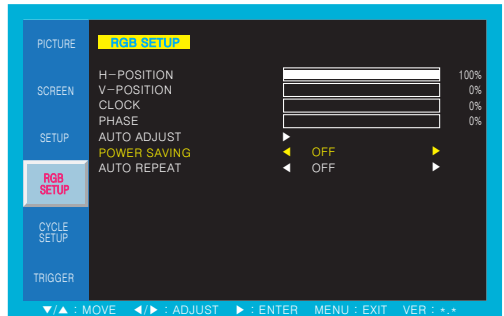 PICTURE
SCREEN
SETUP
RGB
SETUP
CYCLE
SETUP
TRIGGER
RGB SETUP
H-POSITION 100%
V-POSITION 0%
CLOCK 0%
PHASE 0%
AUTO ADJUST ▶
POWER SAVING ◀ OFF ▶
AUTO REPEAT ◀ OFF ▶
▼/▲ : MOVE ◀/▶ : ADJUST ▶ : ENTER MENU : EXIT VER : *.*